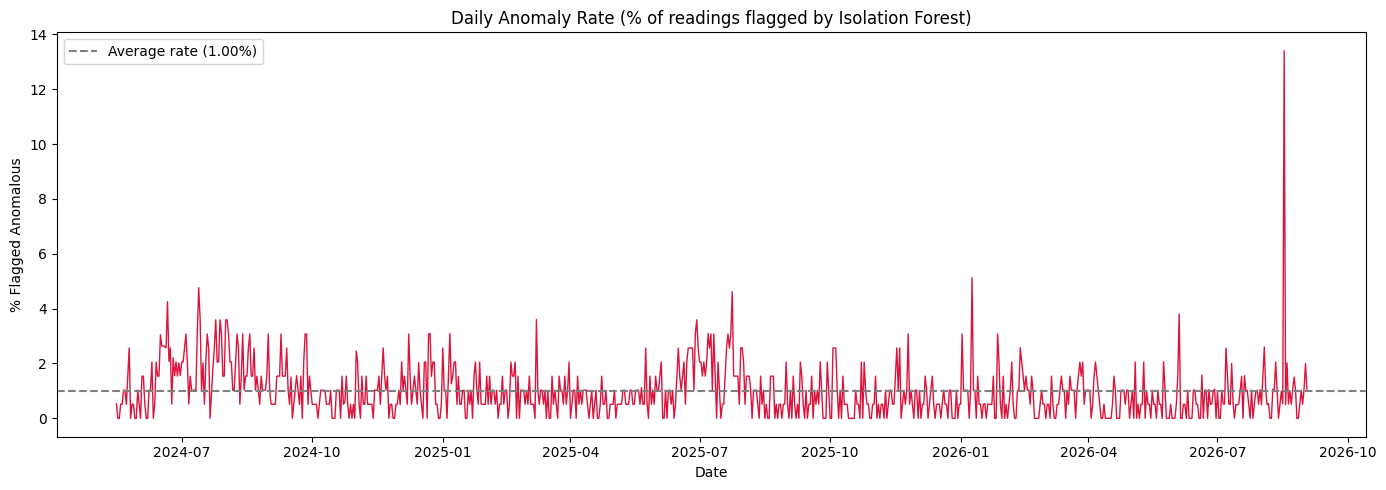 Daily Anomaly Rate (% of readings flagged by Isolation Forest)
14
Average rate (1.00%)
12
10
8
% Flagged Anomalous
6
4
2
0
2024-07 2024-10 2025-01 2025-04 2025-07 2025-10 2026-01 2026-04 2026-07 2026-10
Date